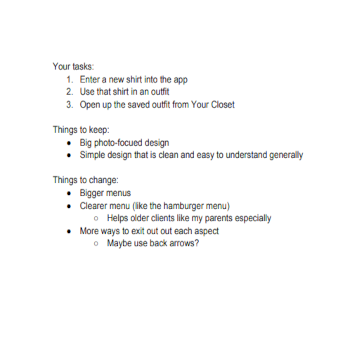 Your tasks:
1. Enter a new shirt into the app
2. Use that shirt in an outfit
3. Open up the saved outfit from Your Closet
Things to keep:
● Big photo-focued design
● Simple design that is clean and easy to understand generally
Things to change:
● Bigger menus
● Clearer menu (like the hamburger menu)
○ Helps older clients like my parents especially
● More ways to exit out out each aspect
○ Maybe use back arrows?